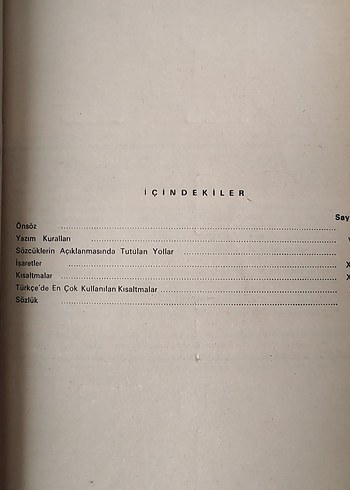 İÇİNDEKİLER
Önsöz
Yazım Kuralları
Sözcüklerin Açıklanmasında Tutulan Yollar
İşaretler
Kısaltmalar
Türkçe'de En Çok Kullanılan Kısaltmalar
Sözlük